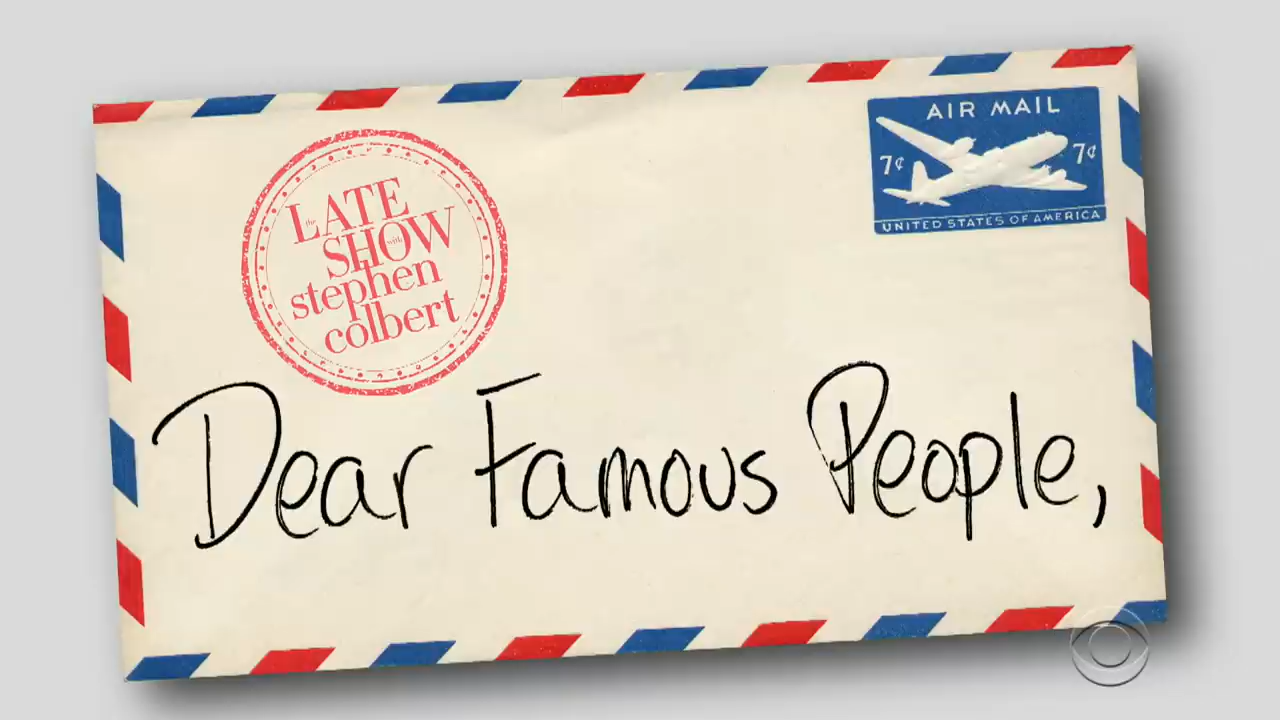 the LATE
SHOW with
stephen
colbert
AIR MAIL
7¢ 7¢
UNITED STATES OF AMERICA
Dear Famous People,